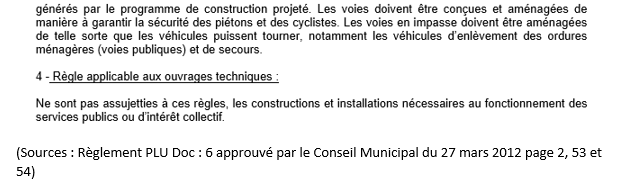 générés par le programme de construction projeté. Les voies doivent être conçues et aménagées de
manière à garantir la sécurité des piétons et des cyclistes. Les voies en impasse doivent être aménagées
de telle sorte que les véhicules puissent tourner, notamment les véhicules d'enlèvement des ordures
ménagères (voies publiques) et de secours.
4 - Règle applicable aux ouvrages techniques :
Ne sont pas assujetties à ces règles, les constructions et installations nécessaires au fonctionnement des
services publics ou d'intérêt collectif.
(Sources : Règlement PLU Doc : 6 approuvé par le Conseil Municipal du 27 mars 2012 page 2, 53 et
54)